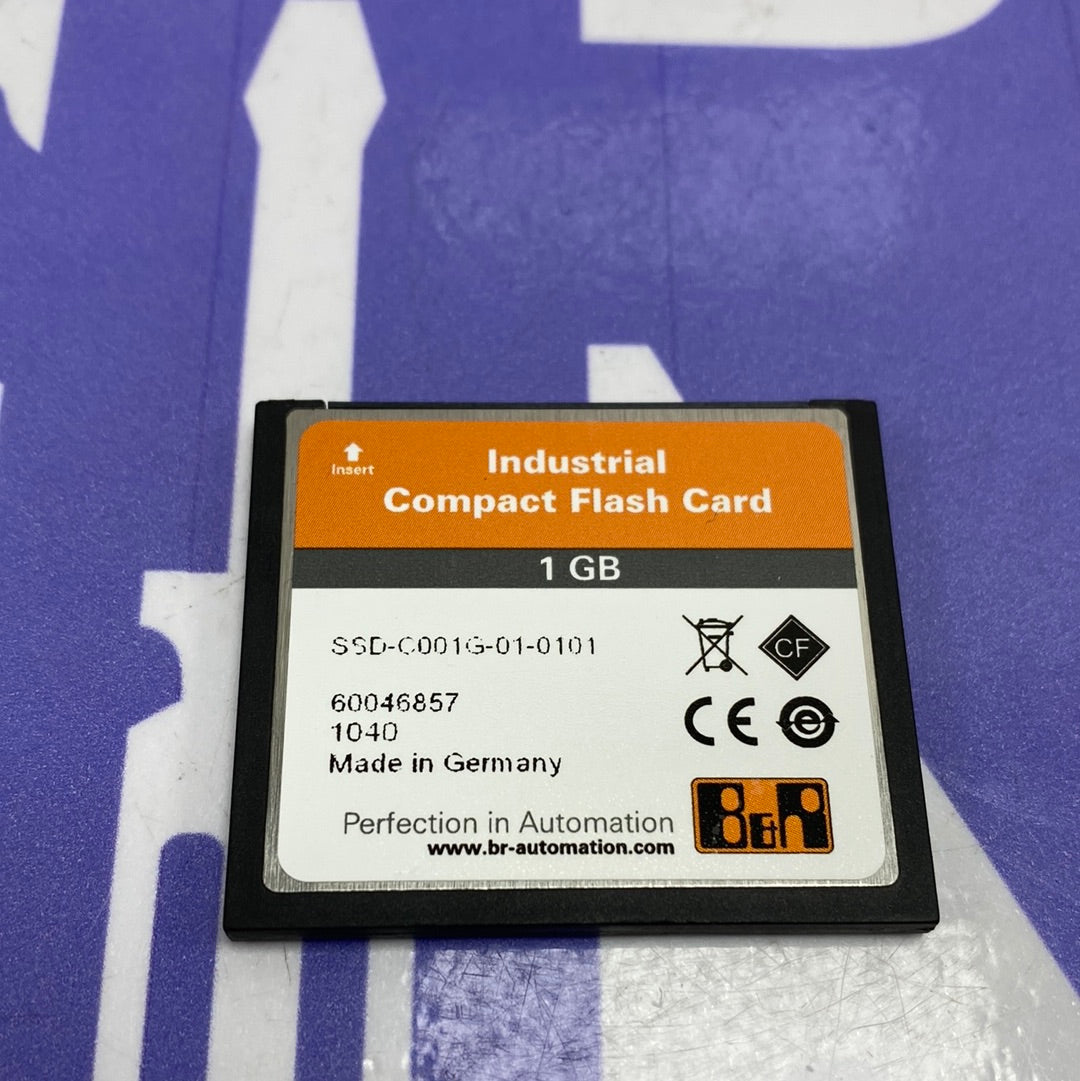 Insert
Industrial
Compact Flash Card
1 GB
SSD-C001G-01-0101
CF
60046857
1040
CE
e
Made in Germany
Perfection in Automation
www.br-automation.com
B&R